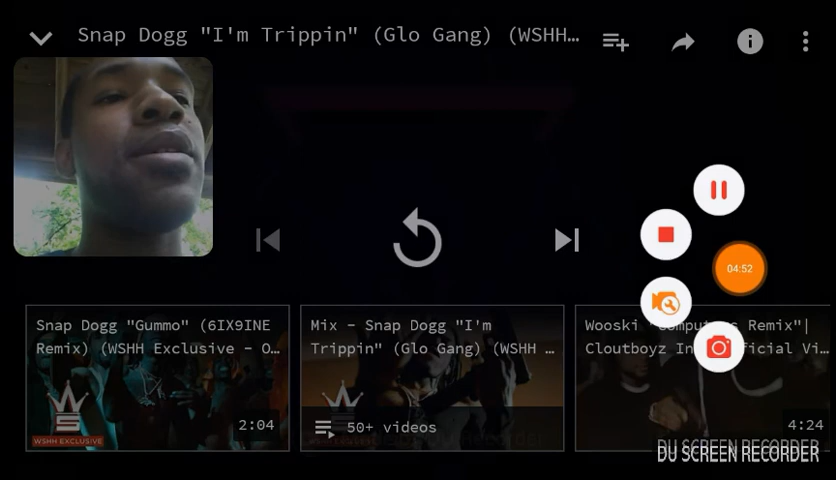 Snap Dogg "I'm Trippin" (Glo Gang) (WSHH...
04:52
Snap Dogg "Gummo" (6IX9INE
Remix) (WSHH Exclusive - O...
WSHH EXCLUSIVE
2:04
Mix - Snap Dogg "I'm
Trippin" (Glo Gang) (WSHH ...
50+ videos
Wooski
Remix"|
Cloutboyz
Vi...
4:24
DU SCREEN RECORDER